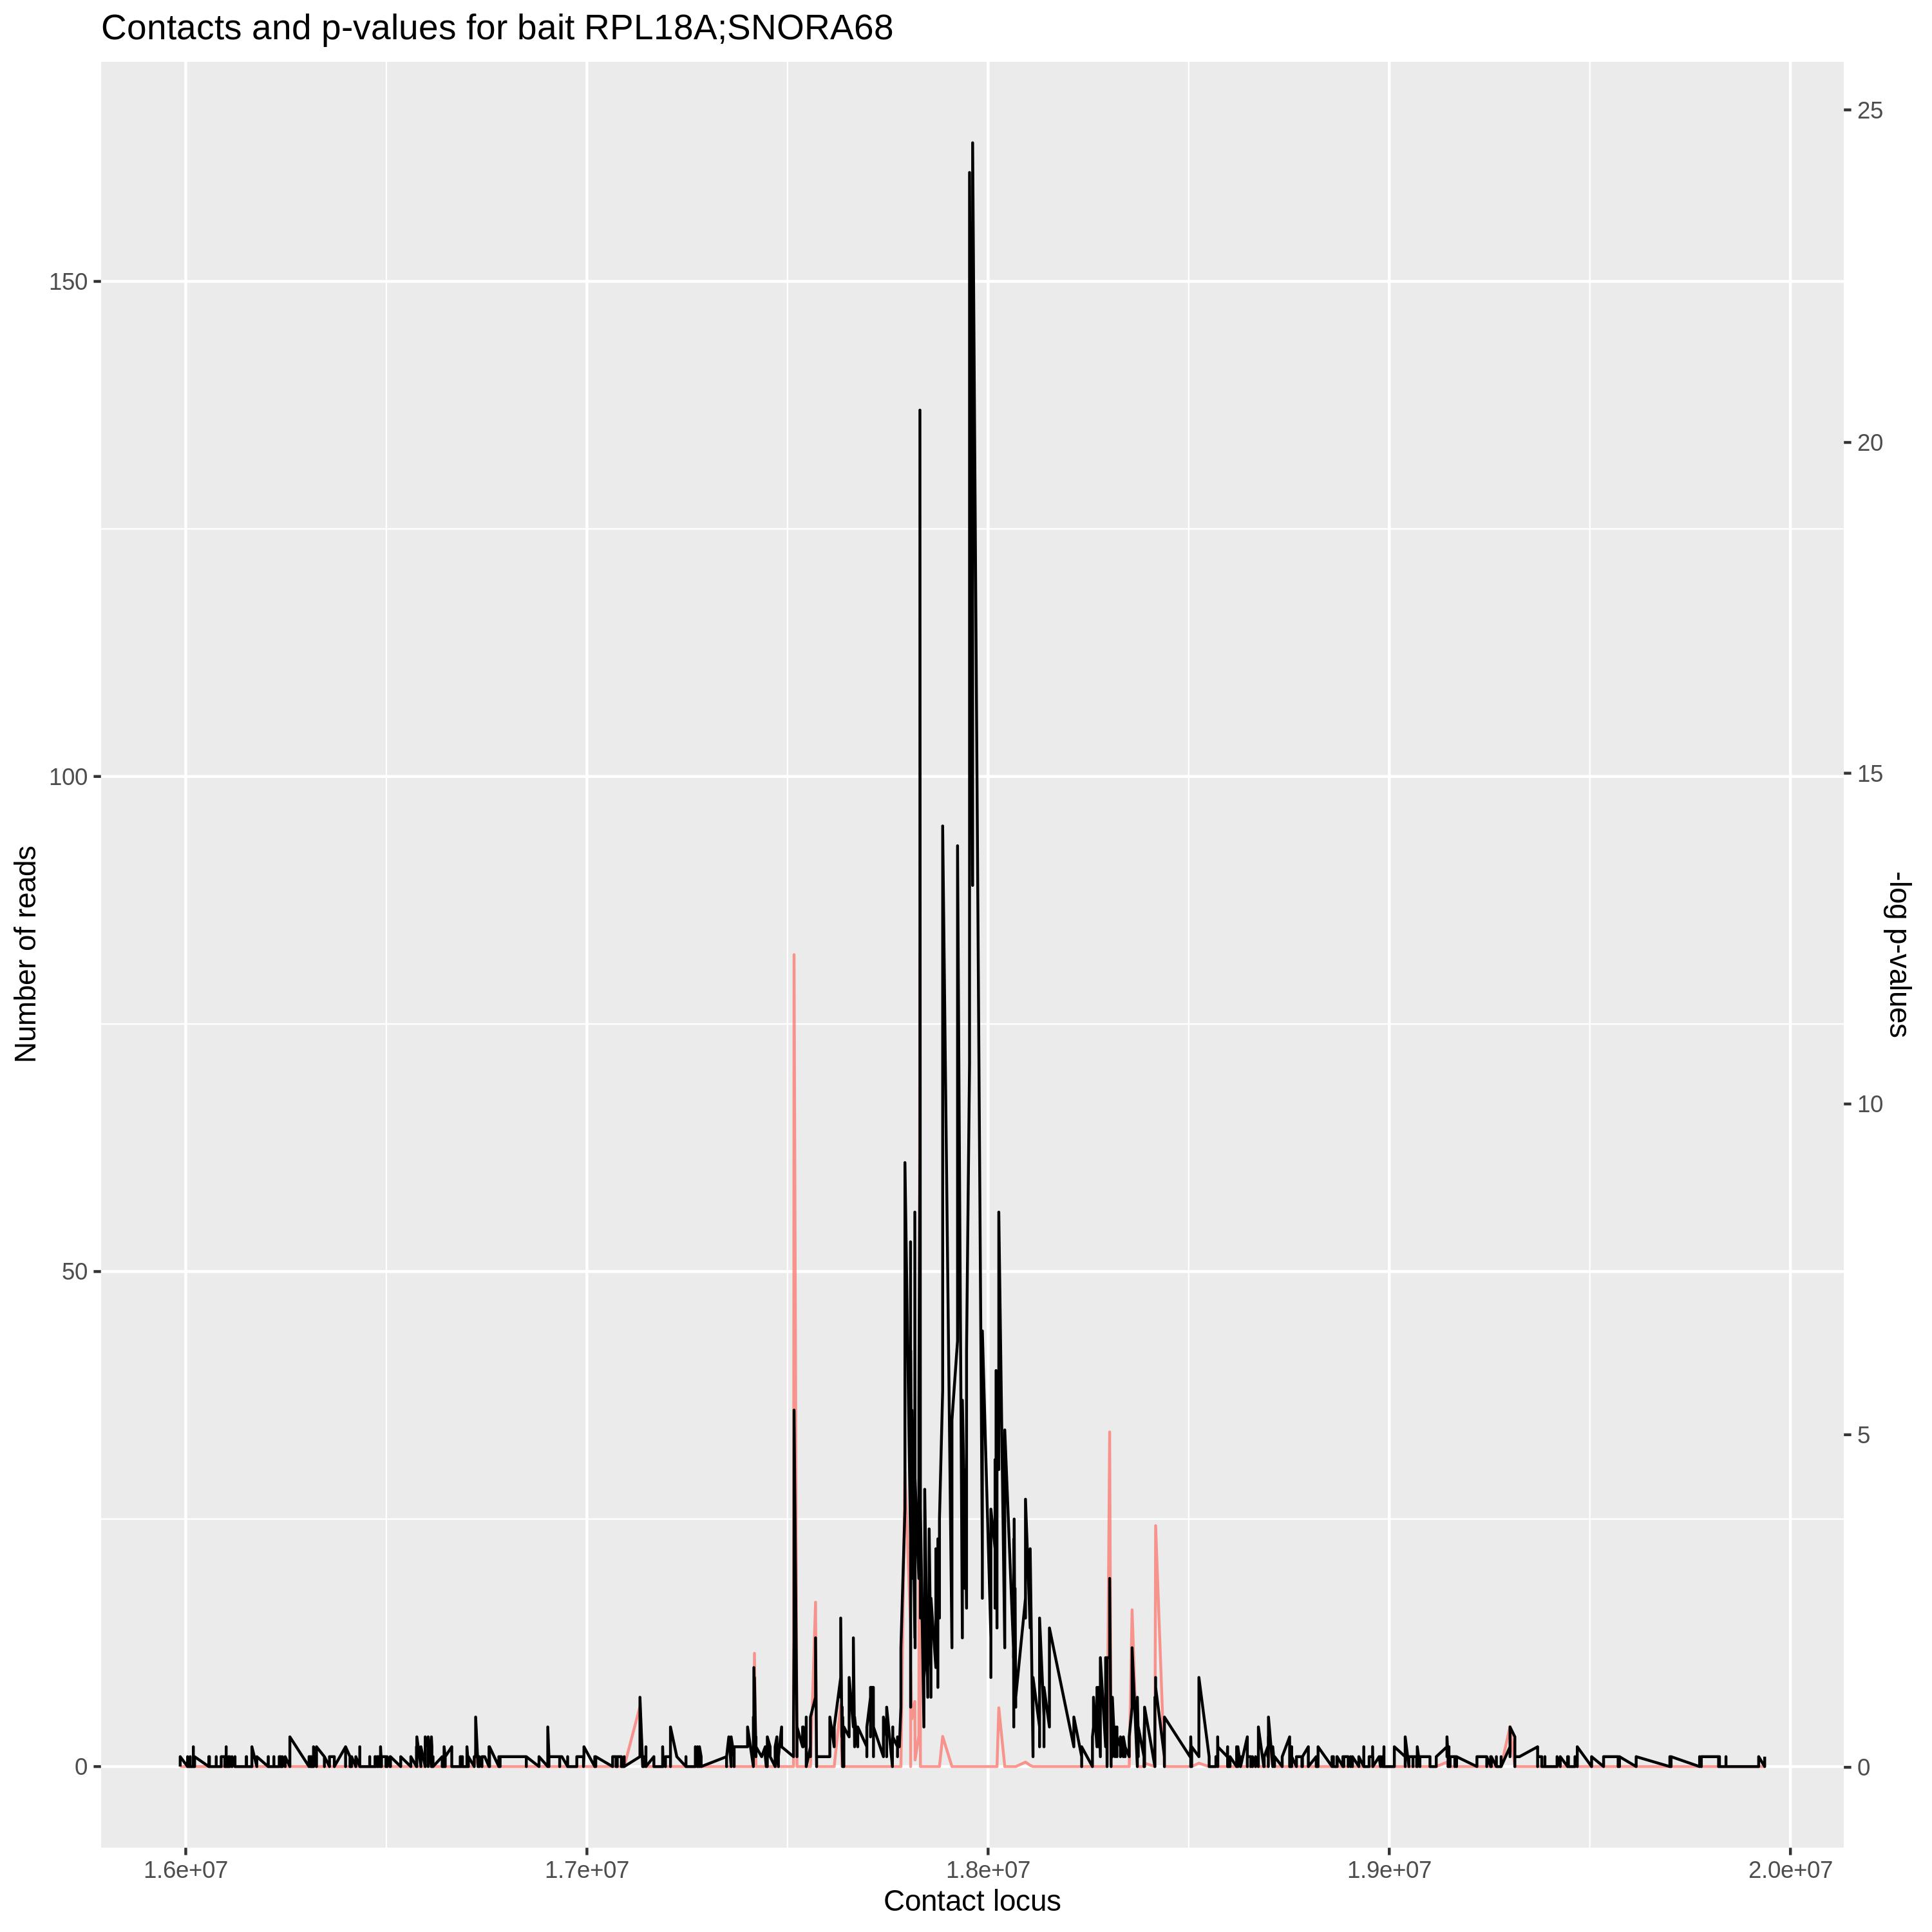 Contacts and p-values for bait RPL18A;SNORA68
150
100
50
0
Number of reads
25
20
15
10
5
0
-log p-values
1.6e+07 1.7e+07 1.8e+07 1.9e+07 2.0e+07
Contact locus